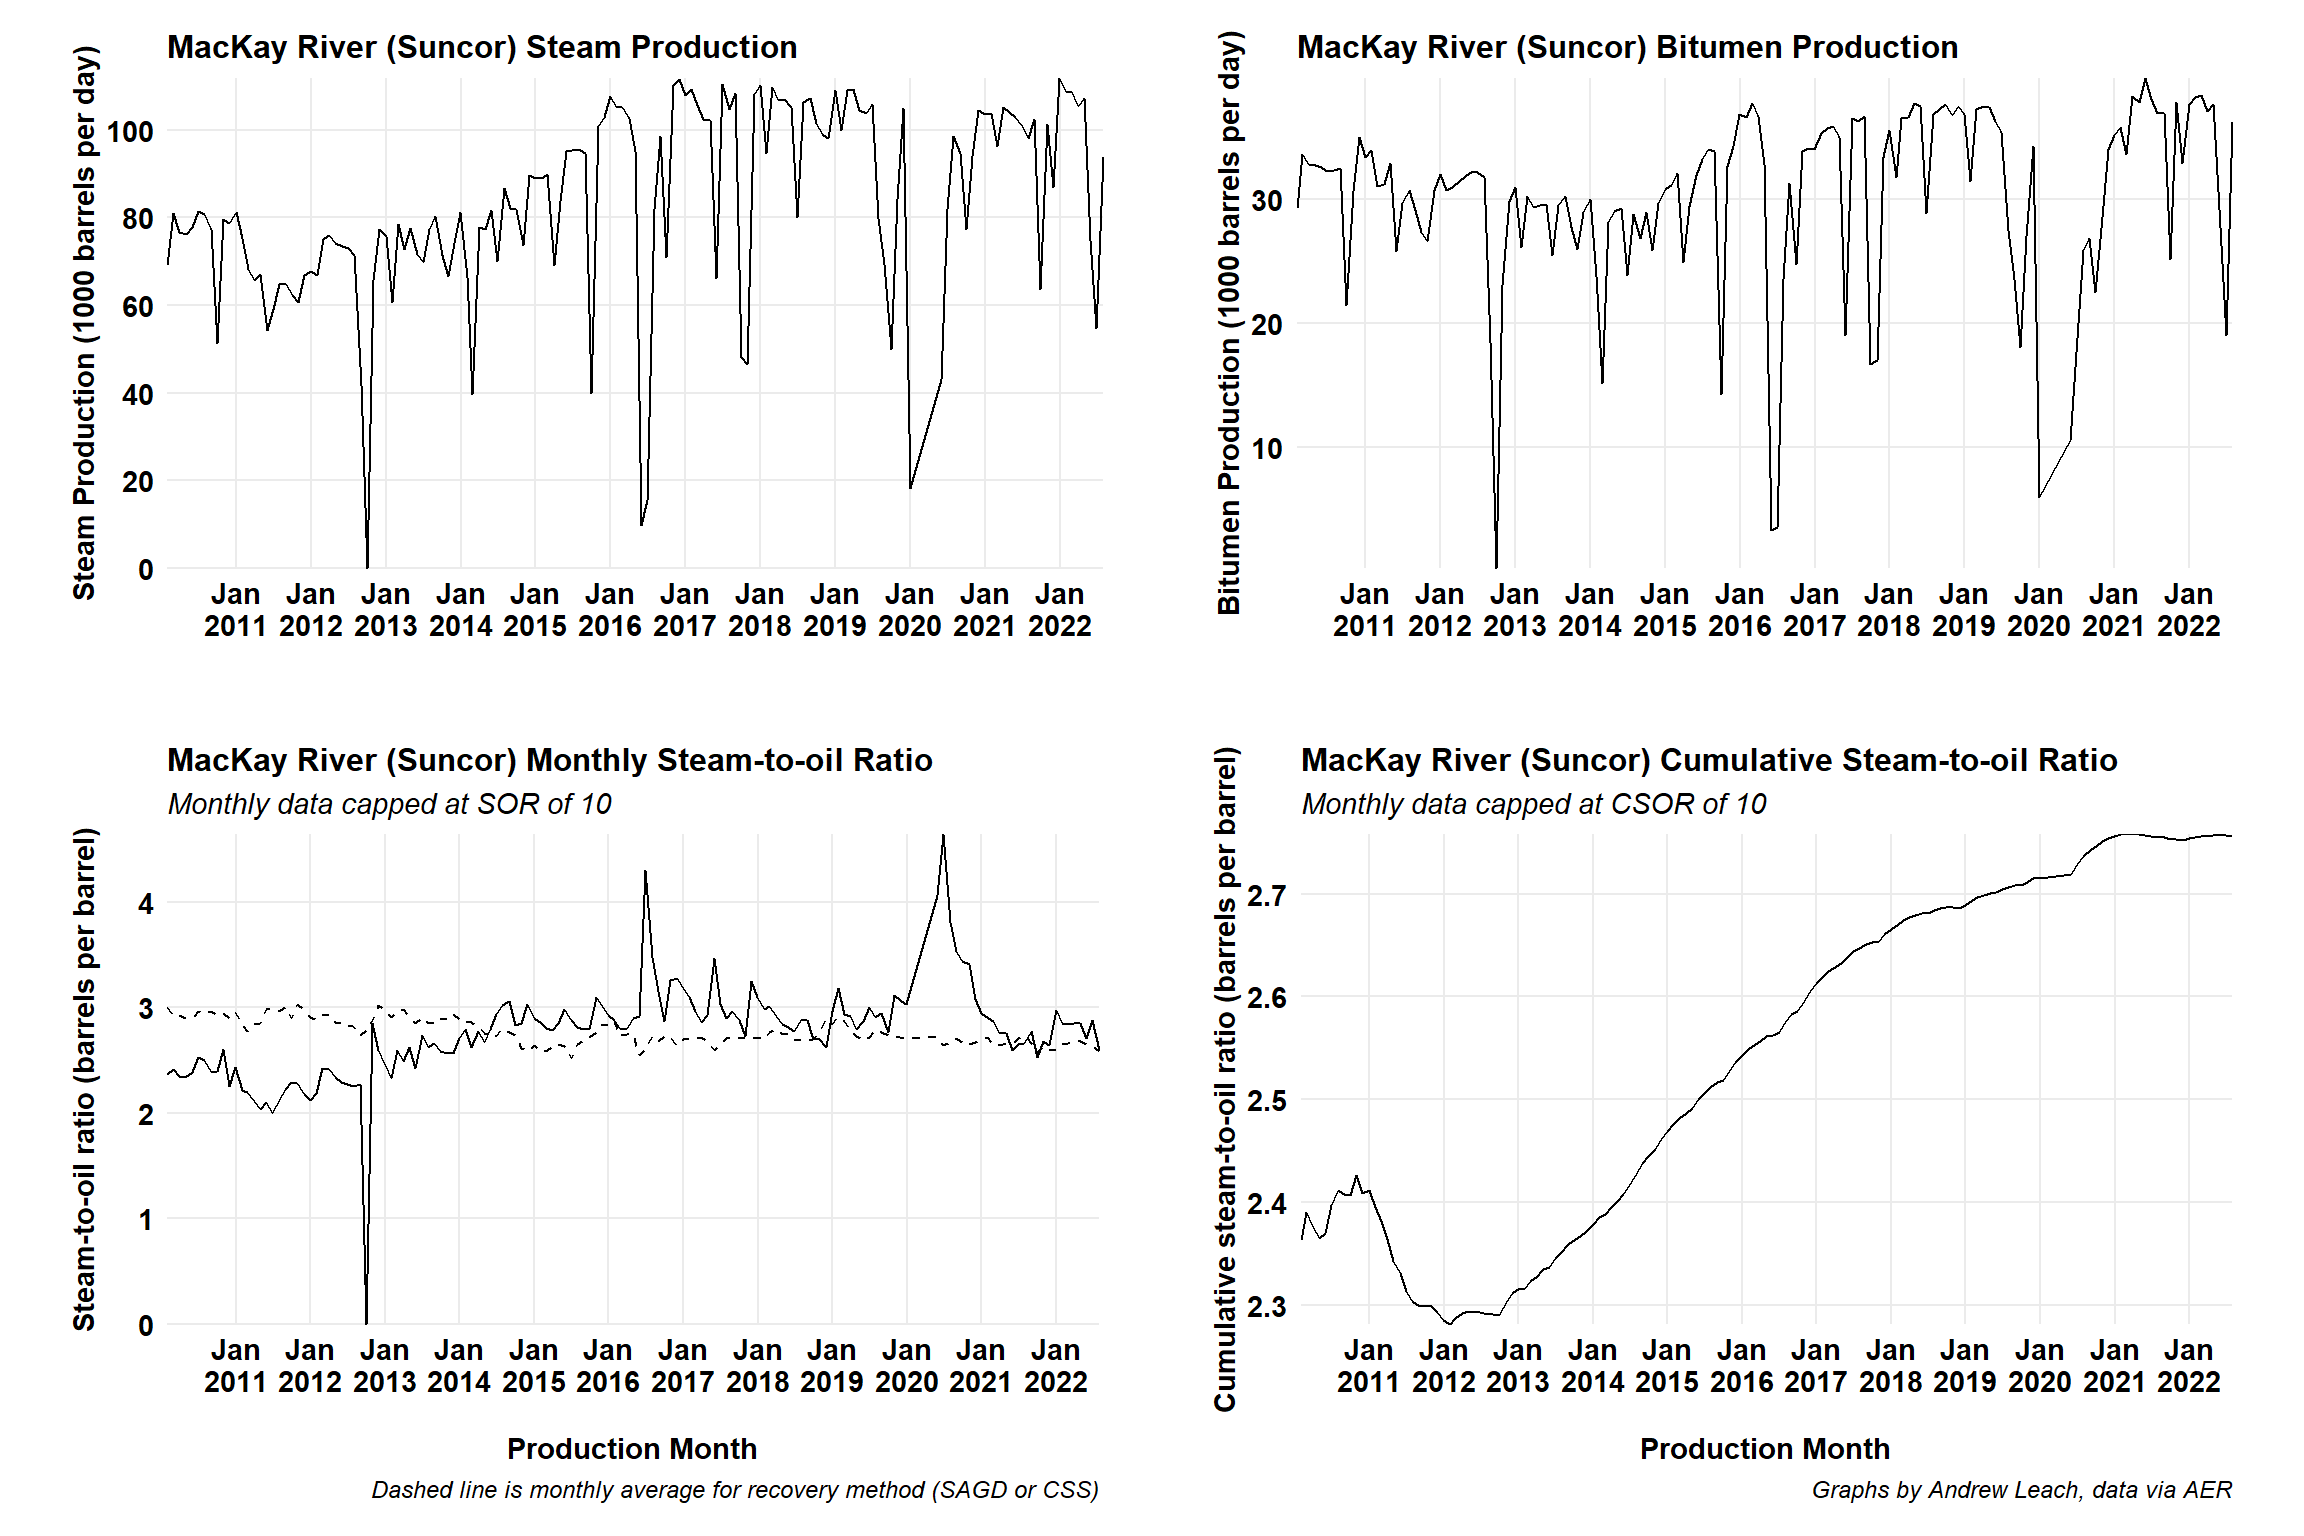 MacKay River (Suncor) Steam Production
Steam Production (1000 barrels per day)
100
80
60
40
20
0
Jan Jan Jan Jan Jan Jan Jan Jan Jan Jan Jan Jan
2011 2012 2013 2014 2015 2016 2017 2018 2019 2020 2021 2022
MacKay River (Suncor) Bitumen Production
Bitumen Production (1000 barrels per day)
30
20
10
Jan Jan Jan Jan Jan Jan Jan Jan Jan Jan Jan Jan
2011 2012 2013 2014 2015 2016 2017 2018 2019 2020 2021 2022
MacKay River (Suncor) Monthly Steam-to-oil Ratio
Monthly data capped at SOR of 10
Steam-to-oil ratio (barrels per barrel)
4
3
2
1
0
Jan Jan Jan Jan Jan Jan Jan Jan Jan Jan Jan Jan
2011 2012 2013 2014 2015 2016 2017 2018 2019 2020 2021 2022
Production Month
Dashed line is monthly average for recovery method (SAGD or CSS)
MacKay River (Suncor) Cumulative Steam-to-oil Ratio
Monthly data capped at CSOR of 10
Cumulative steam-to-oil ratio (barrels per barrel)
2.7
2.6
2.5
2.4
2.3
Jan Jan Jan Jan Jan Jan Jan Jan Jan Jan Jan Jan
2011 2012 2013 2014 2015 2016 2017 2018 2019 2020 2021 2022
Production Month
Graphs by Andrew Leach, data via AER